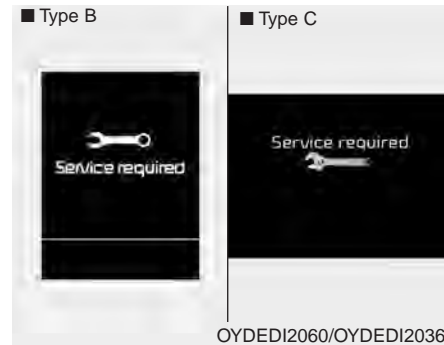 ■ Type B
■ Type C
Service required
Service required
OYDEDI2060/OYDEDI2036